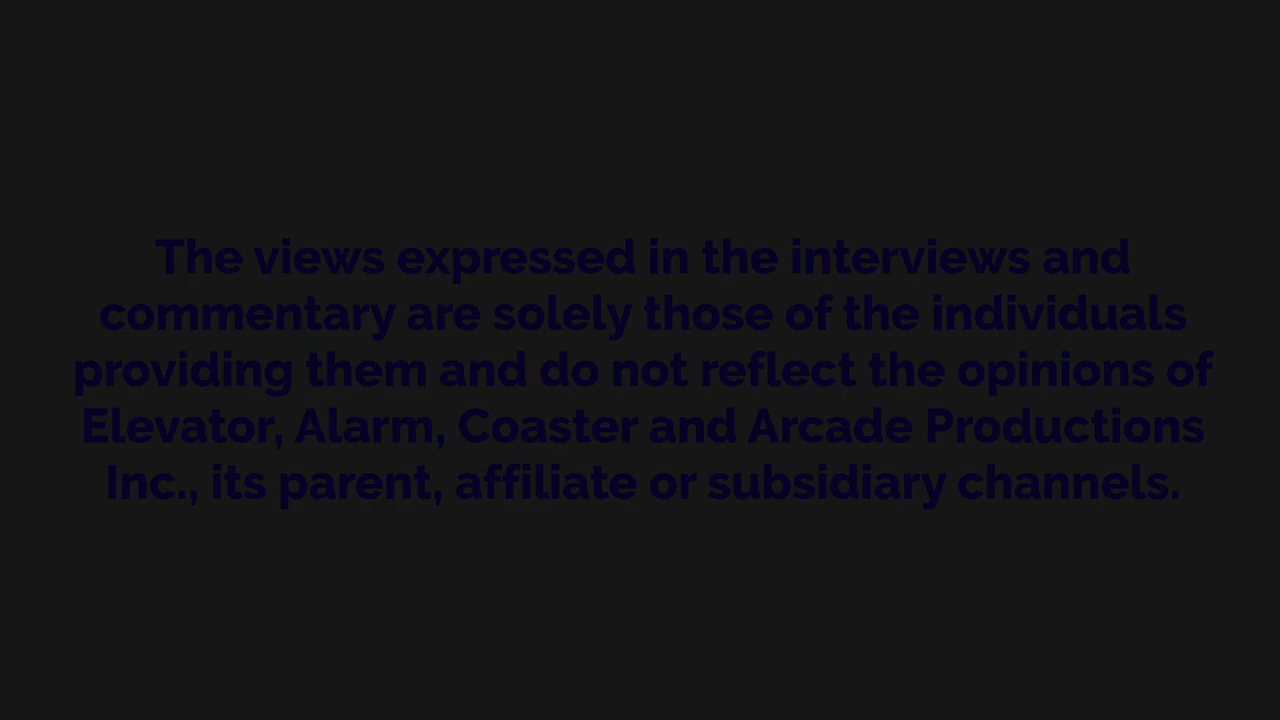 The views expressed in the interviews and
commentary are solely those of the individuals
providing them and do not reflect the opinions of
Elevator, Alarm, Coaster and Arcade Productions
Inc., its parent, affiliate or subsidiary channels.